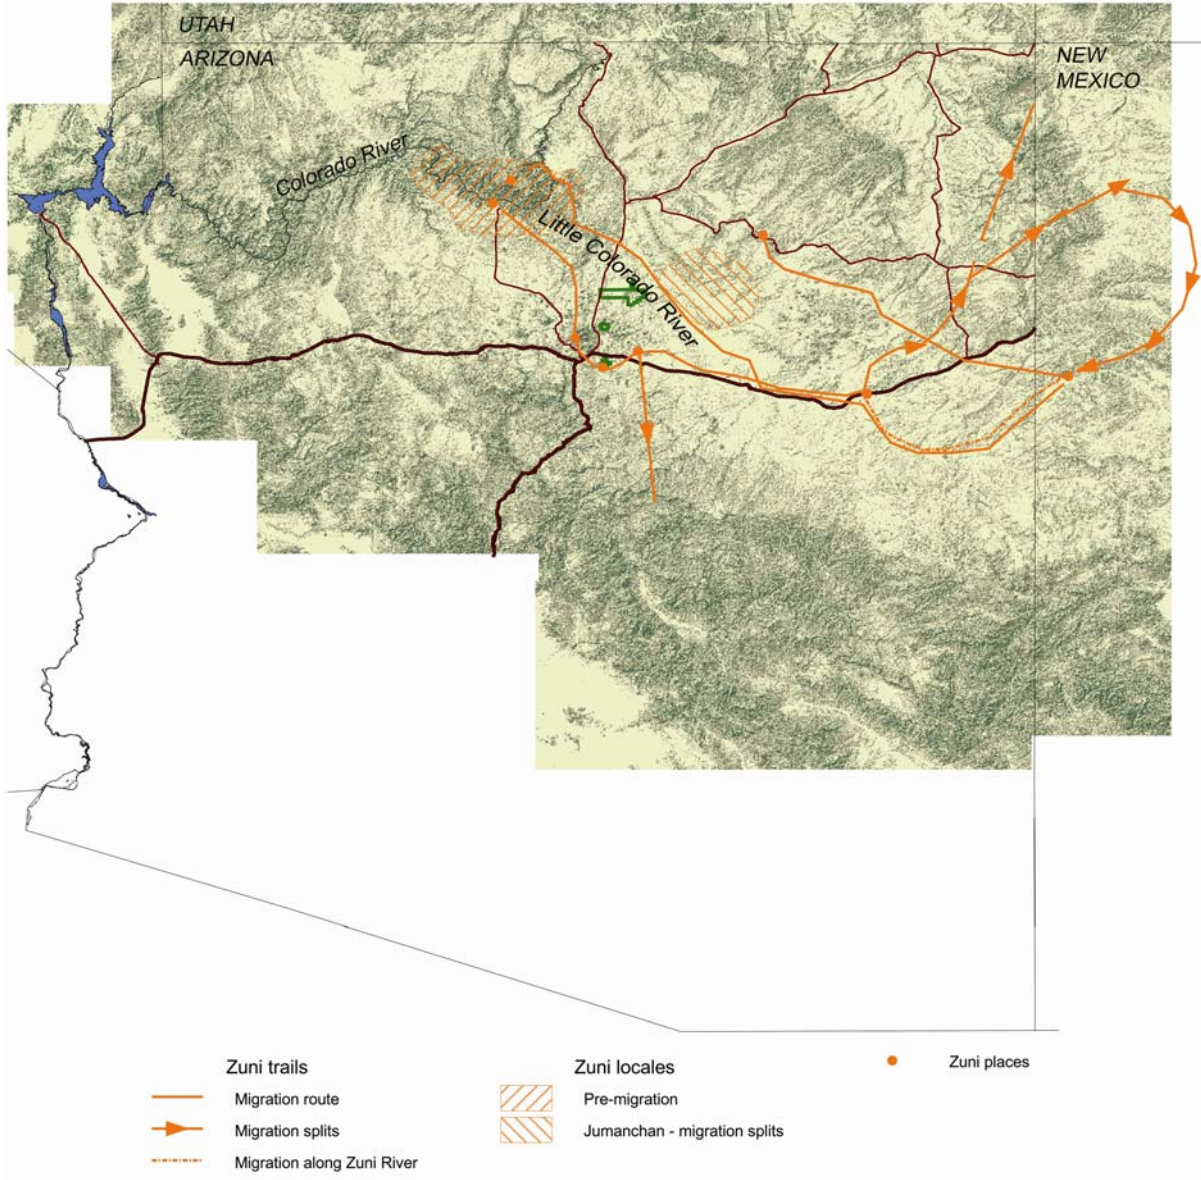 UTAH
ARIZONA
NEW
MEXICO
Colorado River
Little Colorado River
Zuni trails
Migration route
Migration splits
Migration along Zuni River
Zuni locales
Pre-migration
Jumanchan - migration splits
Zuni places